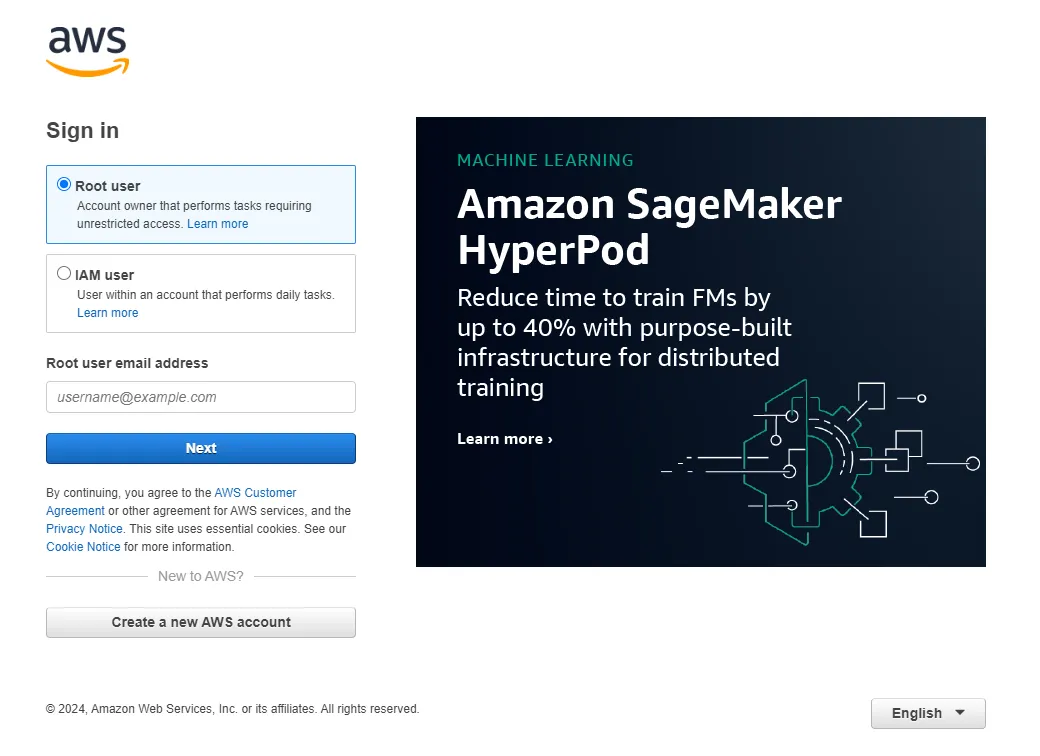 aws
Sign in
Root user
Account owner that performs tasks requiring
unrestricted access. Learn more
IAM user
User within an account that performs daily tasks.
Learn more
Root user email address
username@example.com
Next
By continuing, you agree to the AWS Customer
Agreement or other agreement for AWS services, and the
Privacy Notice. This site uses essential cookies. See our
Cookie Notice for more information.
New to AWS?
Create a new AWS account
MACHINE LEARNING
Amazon SageMaker
HyperPod
Reduce time to train FMs by
up to 40% with purpose-built
infrastructure for distributed
training
Learn more ›
© 2024, Amazon Web Services, Inc. or its affiliates. All rights reserved.
English